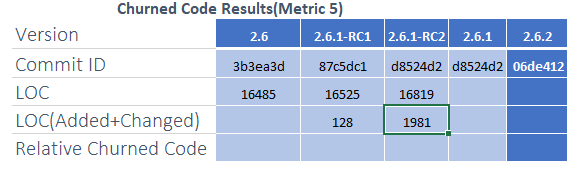 Churned Code Results(Metric 5)
Version 2.6 2.6.1-RC1 2.6.1-RC2 2.6.1 2.6.2
Commit ID 3b3ea3d 87c5dc1 d8524d2 d8524d2 06de412
LOC 16485 16525 16819
LOC(Added+Changed) 128 1981
Relative Churned Code